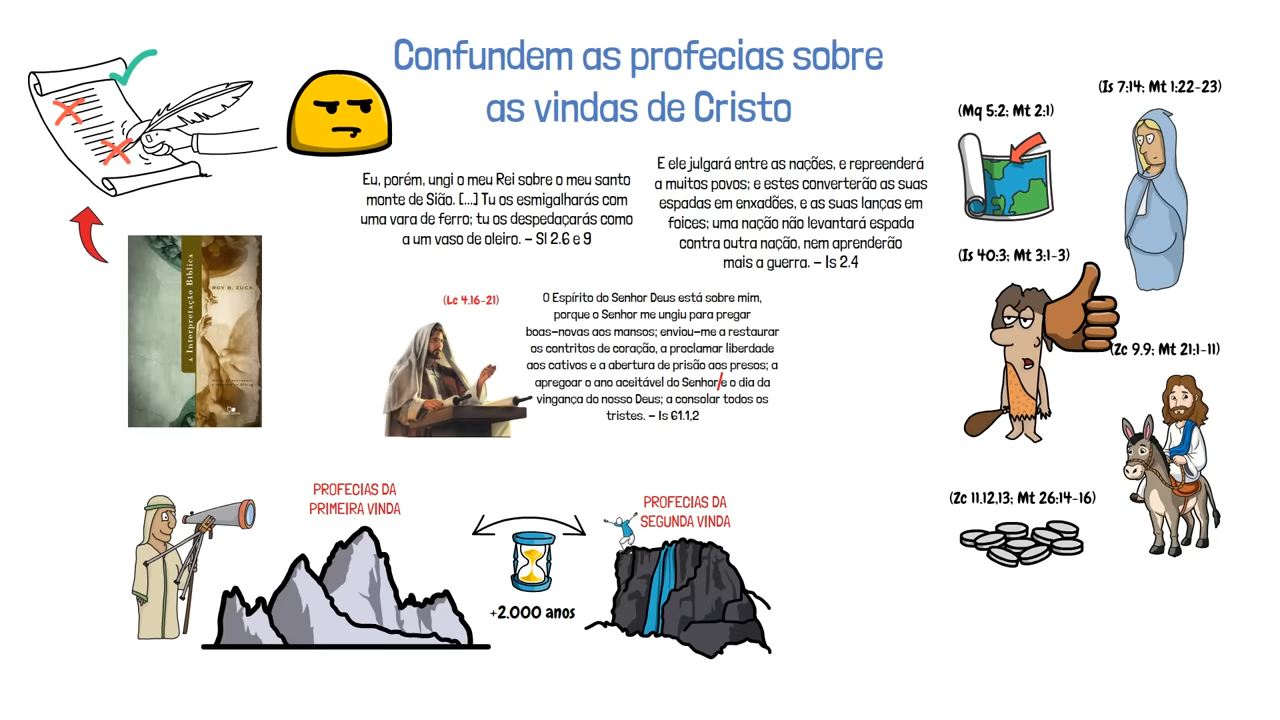 Confundem as profecias sobre
as vindas de Cristo
Eu, porém, ungi o meu Rei sobre o meu santo
monte de Sião. [...] Tu os esmigalharás com
uma vara de ferro; tu os despedaçarás como
a um vaso de oleiro. – Sl 2.6 e 9
E ele julgará entre as nações, e repreenderá
a muitos povos; e estes converterão as suas
espadas em enxadões, e as suas lanças em
foices; uma nação não levantará espada
contra outra nação, nem aprenderão
mais a guerra. – Is 2.4
(Lc 4.16-21)
O Espírito do Senhor Deus está sobre mim,
porque o Senhor me ungiu para pregar
boas-novas aos mansos; enviou-me a restaurar
os contritos de coração, a proclamar liberdade
aos cativos e a abertura de prisão aos presos; a
apregoar o ano aceitável do Senhor/e o dia da
vingança do nosso Deus; a consolar todos os
tristes. – Is 61.1,2
(Is 7:14; Mt 1:22-23)
(Mq 5:2; Mt 2:1)
(Is 40:3; Mt 3:1-3)
(Zc 9.9; Mt 21:1-11)
(Zc 11.12,13; Mt 26:14-16)
A Interpretação Bíblica
ROY B. ZUCK
PROFECIAS DA
PRIMEIRA VINDA
+2.000 anos
PROFECIAS DA
SEGUNDA VINDA